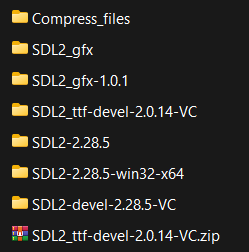 Compress_files
SDL2_gfx
SDL2_gfx-1.0.1
SDL2_ttf-devel-2.0.14-VC
SDL2-2.28.5
SDL2-2.28.5-win32-x64
SDL2-devel-2.28.5-VC
SDL2_ttf-devel-2.0.14-VC.zip